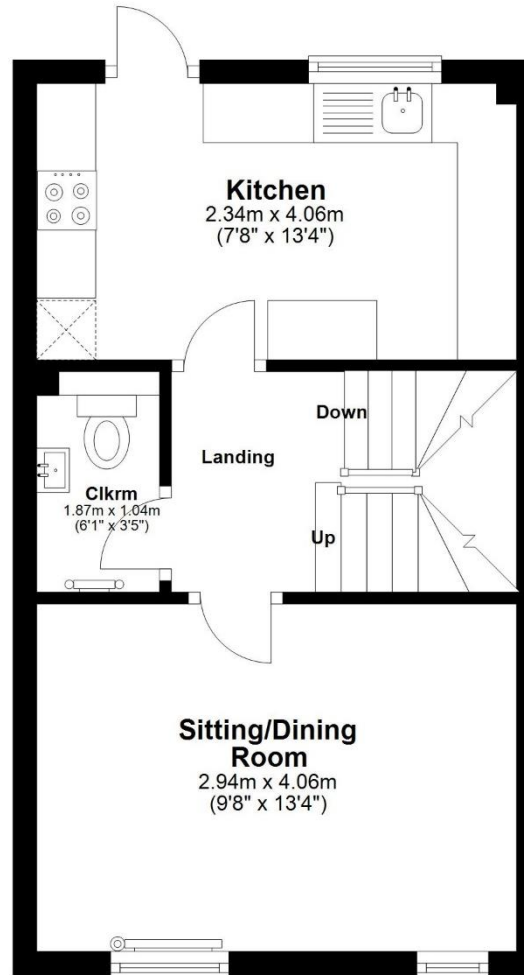 Kitchen
2.34m x 4.06m
(7'8" x 13'4")
Down
Landing
Clkrm
1.87m x 1.04m
(6'1" x 3'5")
Up
Sitting/Dining
Room
2.94m x 4.06m
(9'8" x 13'4")